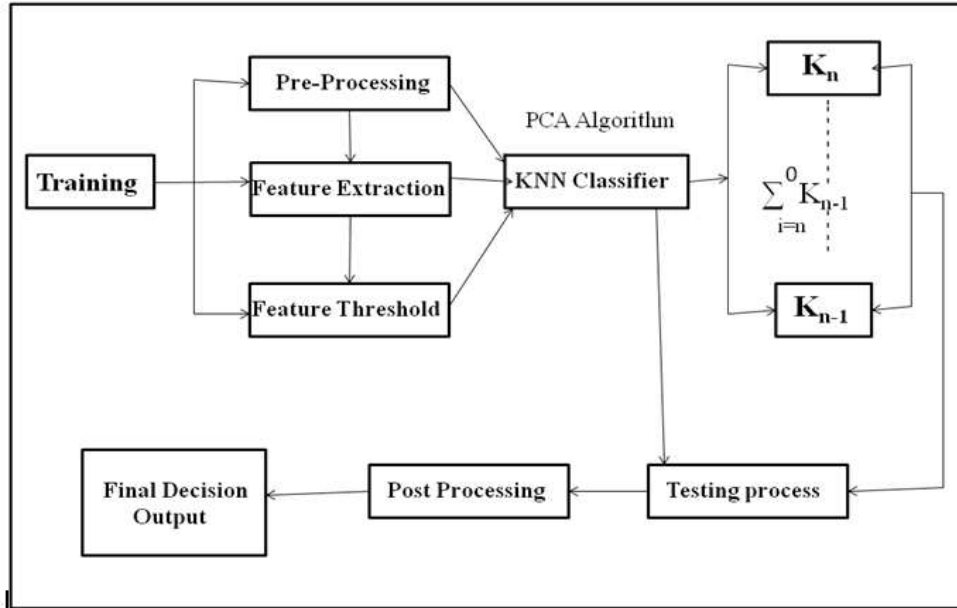 Pre-Processing
K_n
PCA Algorithm
Training
Feature Extraction
KNN Classifier
0
∑ K_{n-1}
i=n
Feature Threshold
K_{n-1}
Final Decision
Output
Post Processing
Testing process